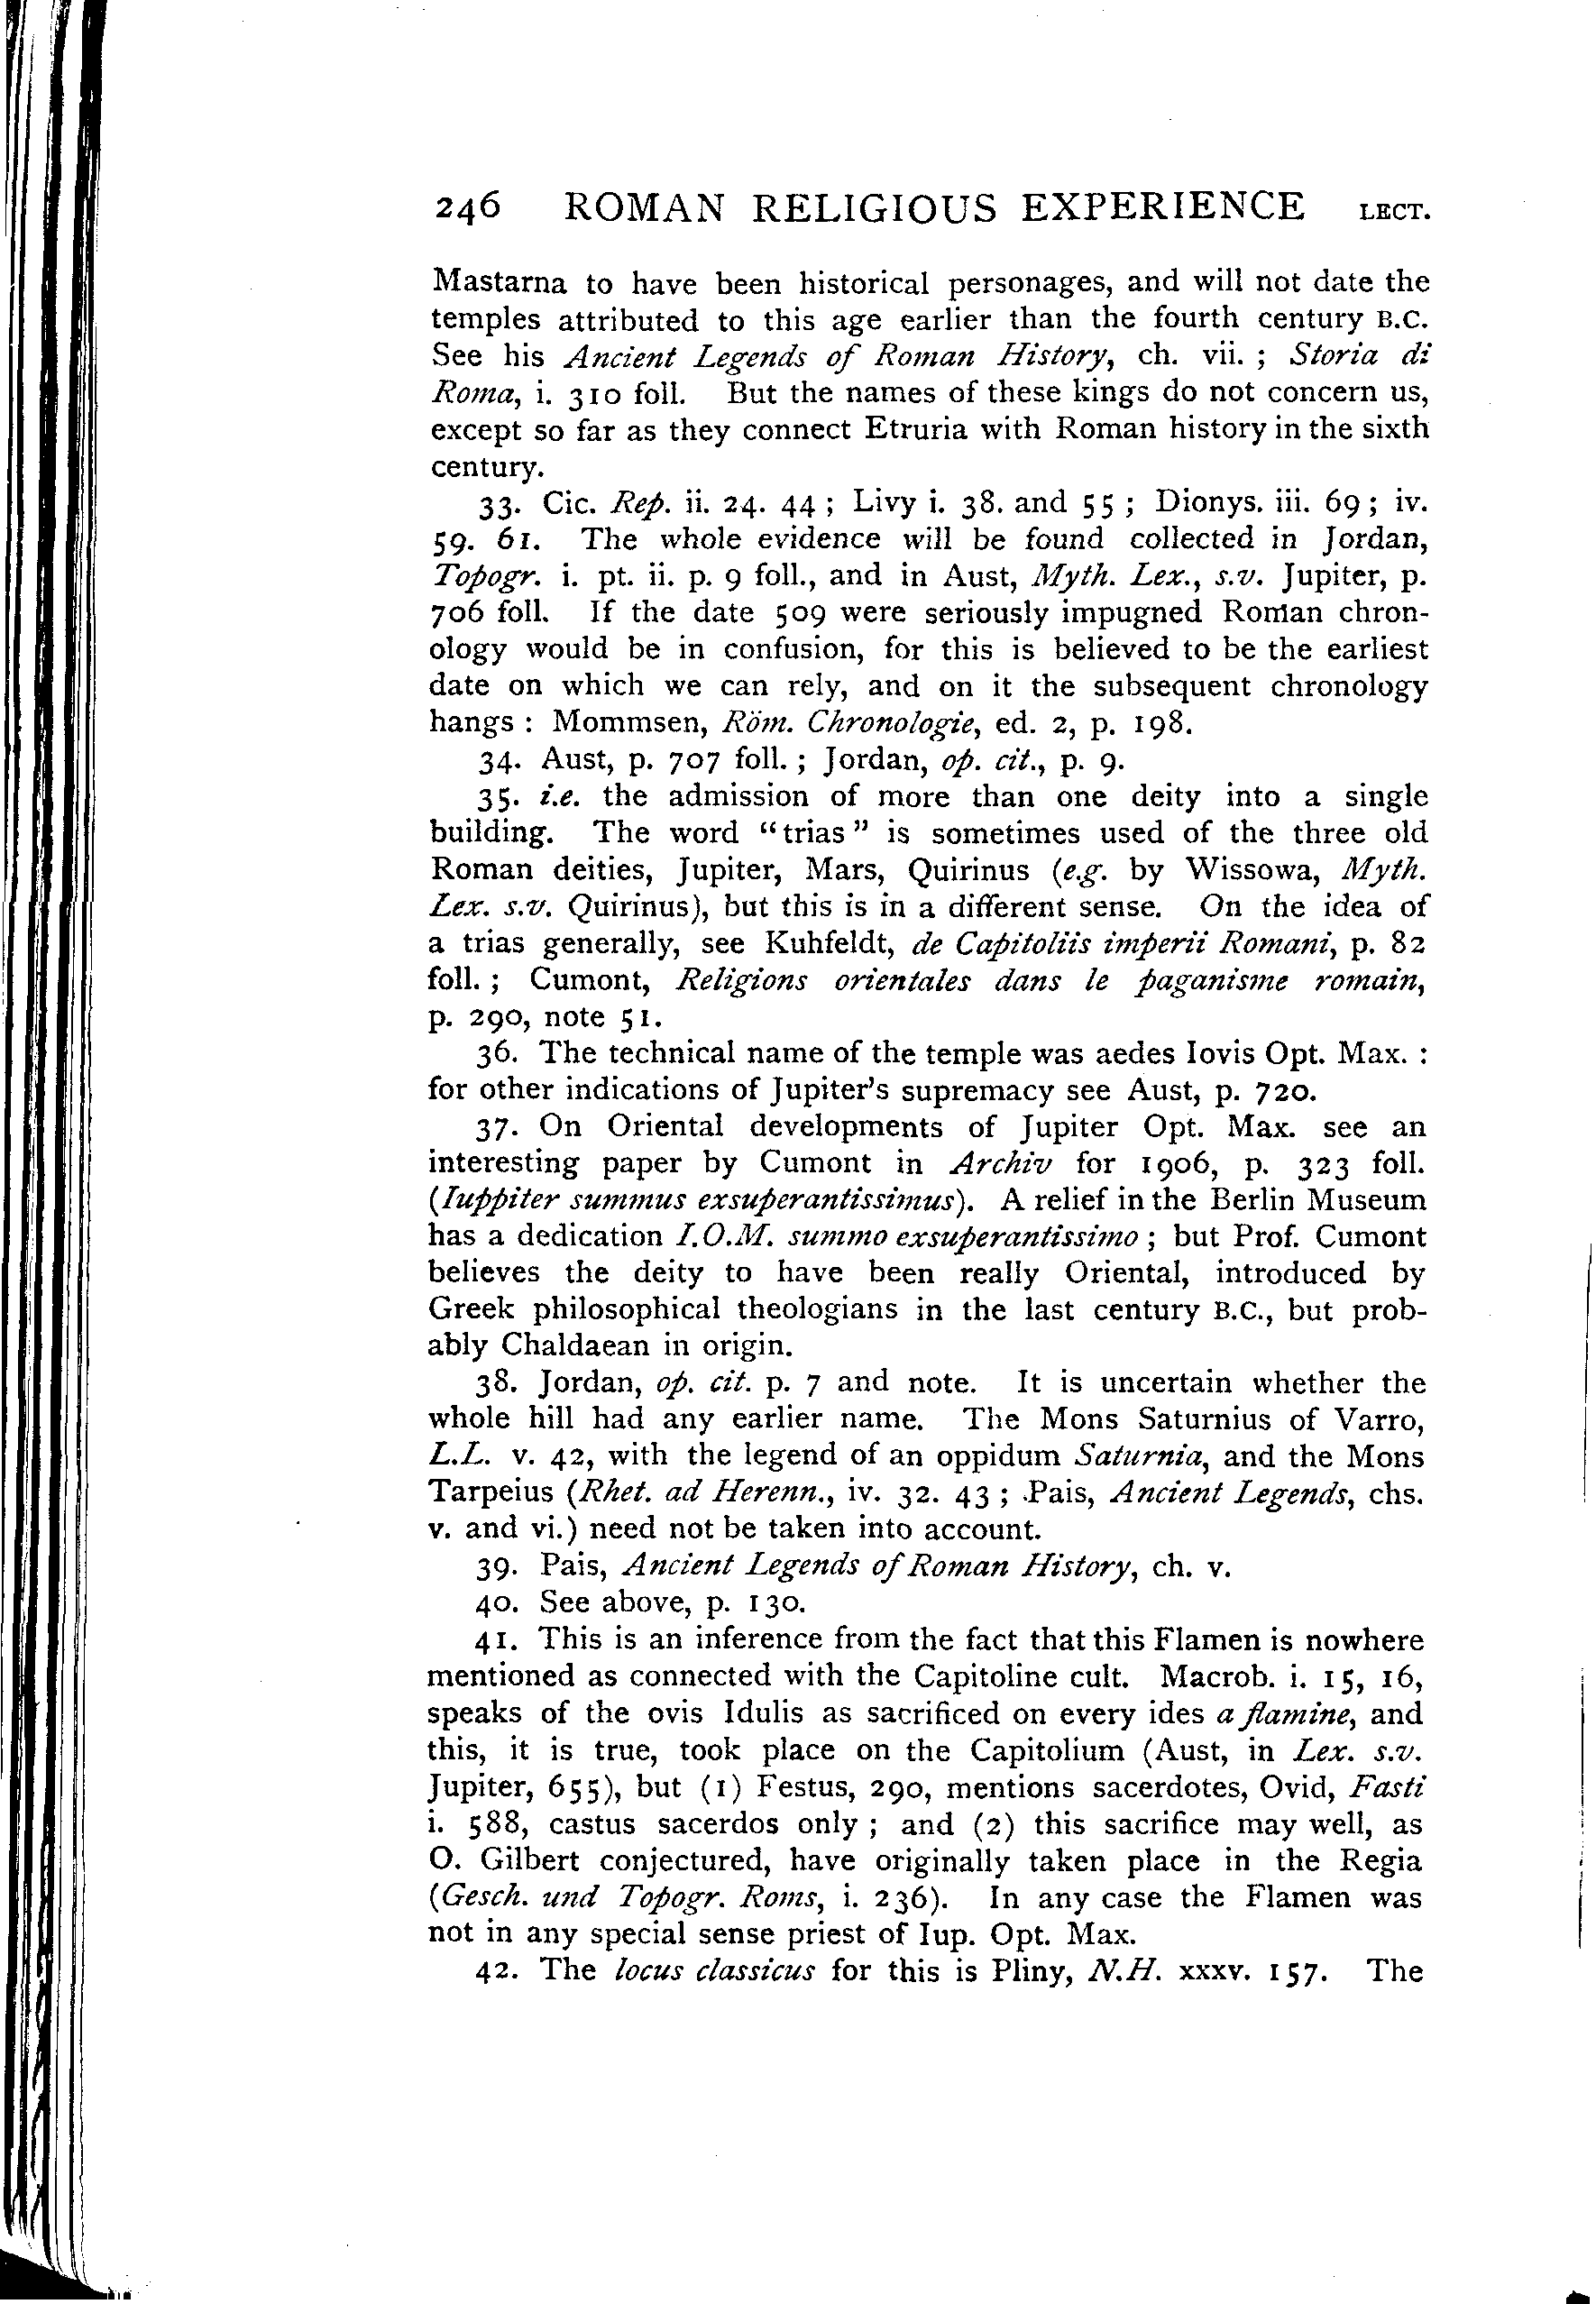 246 ROMAN RELIGIOUS EXPERIENCE LECT.
Mastarna to have been historical personages, and will not date the
temples attributed to this age earlier than the fourth century B.C.
See his Ancient Legends of Roman History, ch. vii. ; Storia di
Roma, i. 310 foll. But the names of these kings do not concern us,
except so far as they connect Etruria with Roman history in the sixth
century.
33. Cic. Rep. ii. 24. 44 ; Livy i. 38. and 55 ; Dionys. iii. 69 ; iv.
59. 61. The whole evidence will be found collected in Jordan,
Topogr. i. pt. ii. p. 9 foll., and in Aust, Myth. Lex., s.v. Jupiter, p.
706 foll. If the date 509 were seriously impugned Roman chron-
ology would be in confusion, for this is believed to be the earliest
date on which we can rely, and on it the subsequent chronology
hangs : Mommsen, Röm. Chronologie, ed. 2, p. 198.
34. Aust, p. 707 foll. ; Jordan, op. cit., p. 9.
35. i.e. the admission of more than one deity into a single
building. The word “trias” is sometimes used of the three old
Roman deities, Jupiter, Mars, Quirinus (e.g. by Wissowa, Myth.
Lex. s.v. Quirinus), but this is in a different sense. On the idea of
a trias generally, see Kuhfeldt, de Capitoliis imperii Romani, p. 82
foll. ; Cumont, Religions orientales dans le paganisme romain,
p. 290, note 51.
36. The technical name of the temple was aedes Iovis Opt. Max. :
for other indications of Jupiter's supremacy see Aust, p. 720.
37. On Oriental developments of Jupiter Opt. Max. see an
interesting paper by Cumont in Archiv for 1906, p. 323 foll.
(Iuppiter summus exsuperantissimus). A relief in the Berlin Museum
has a dedication I.O.M. summo exsuperantissimo ; but Prof. Cumont
believes the deity to have been really Oriental, introduced by
Greek philosophical theologians in the last century B.C., but prob-
ably Chaldaean in origin.
38. Jordan, op. cit. p. 7 and note. It is uncertain whether the
whole hill had any earlier name. The Mons Saturnius of Varro,
L.L. v. 42, with the legend of an oppidum Saturnia, and the Mons
Tarpeius (Rhet. ad Herenn., iv. 32. 43 ; Pais, Ancient Legends, chs.
v. and vi.) need not be taken into account.
39. Pais, Ancient Legends of Roman History, ch. v.
40. See above, p. 130.
41. This is an inference from the fact that this Flamen is nowhere
mentioned as connected with the Capitoline cult. Macrob. i. 15, 16,
speaks of the ovis Idulis as sacrificed on every ides a flamine, and
this, it is true, took place on the Capitolium (Aust, in Lex. s.v.
Jupiter, 655), but (1) Festus, 290, mentions sacerdotes, Ovid, Fasti
i. 588, castus sacerdos only ; and (2) this sacrifice may well, as
O. Gilbert conjectured, have originally taken place in the Regia
(Gesch. und Topogr. Roms, i. 236). In any case the Flamen was
not in any special sense priest of Iup. Opt. Max.
42. The locus classicus for this is Pliny, N.H. xxxv. 157. The